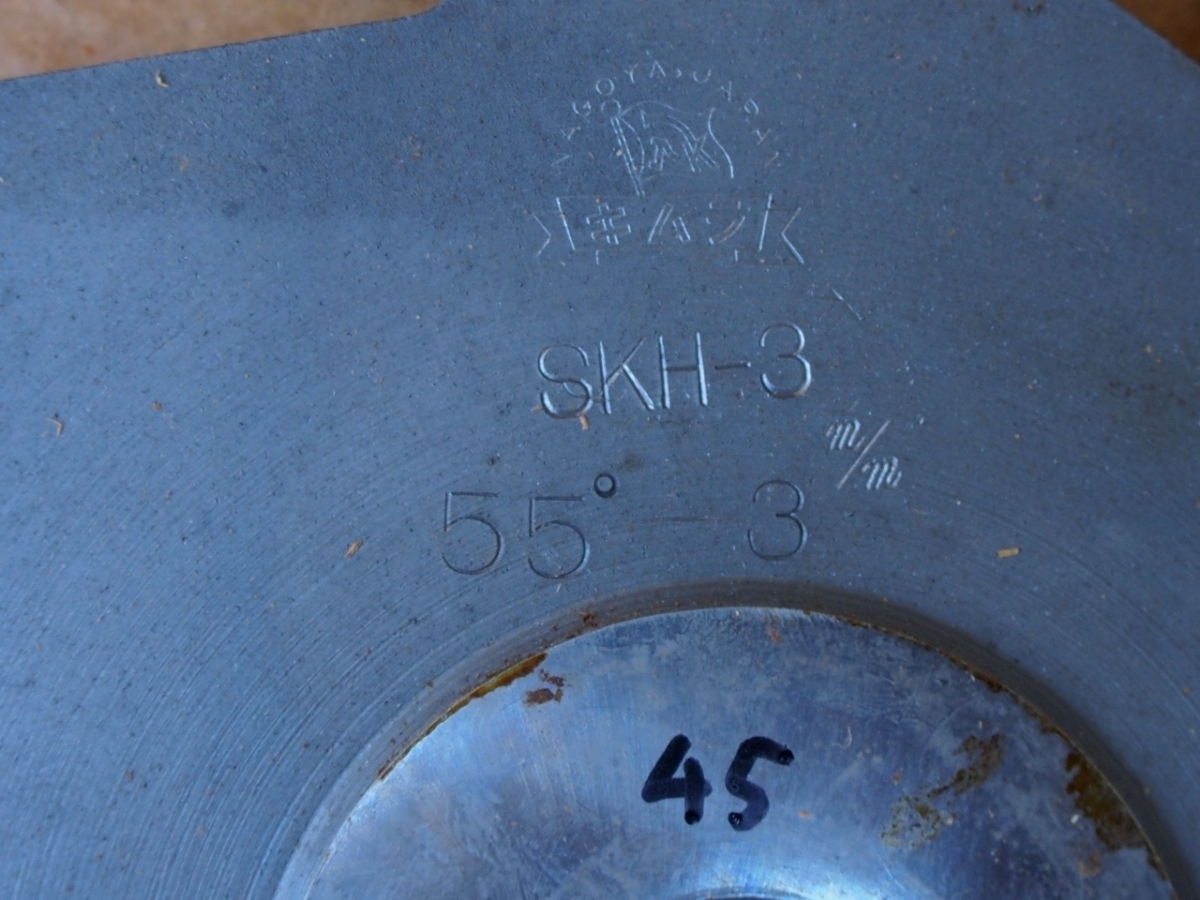 NAGOYA, JAPAN
SKH-3
55° - 3 m/m
45